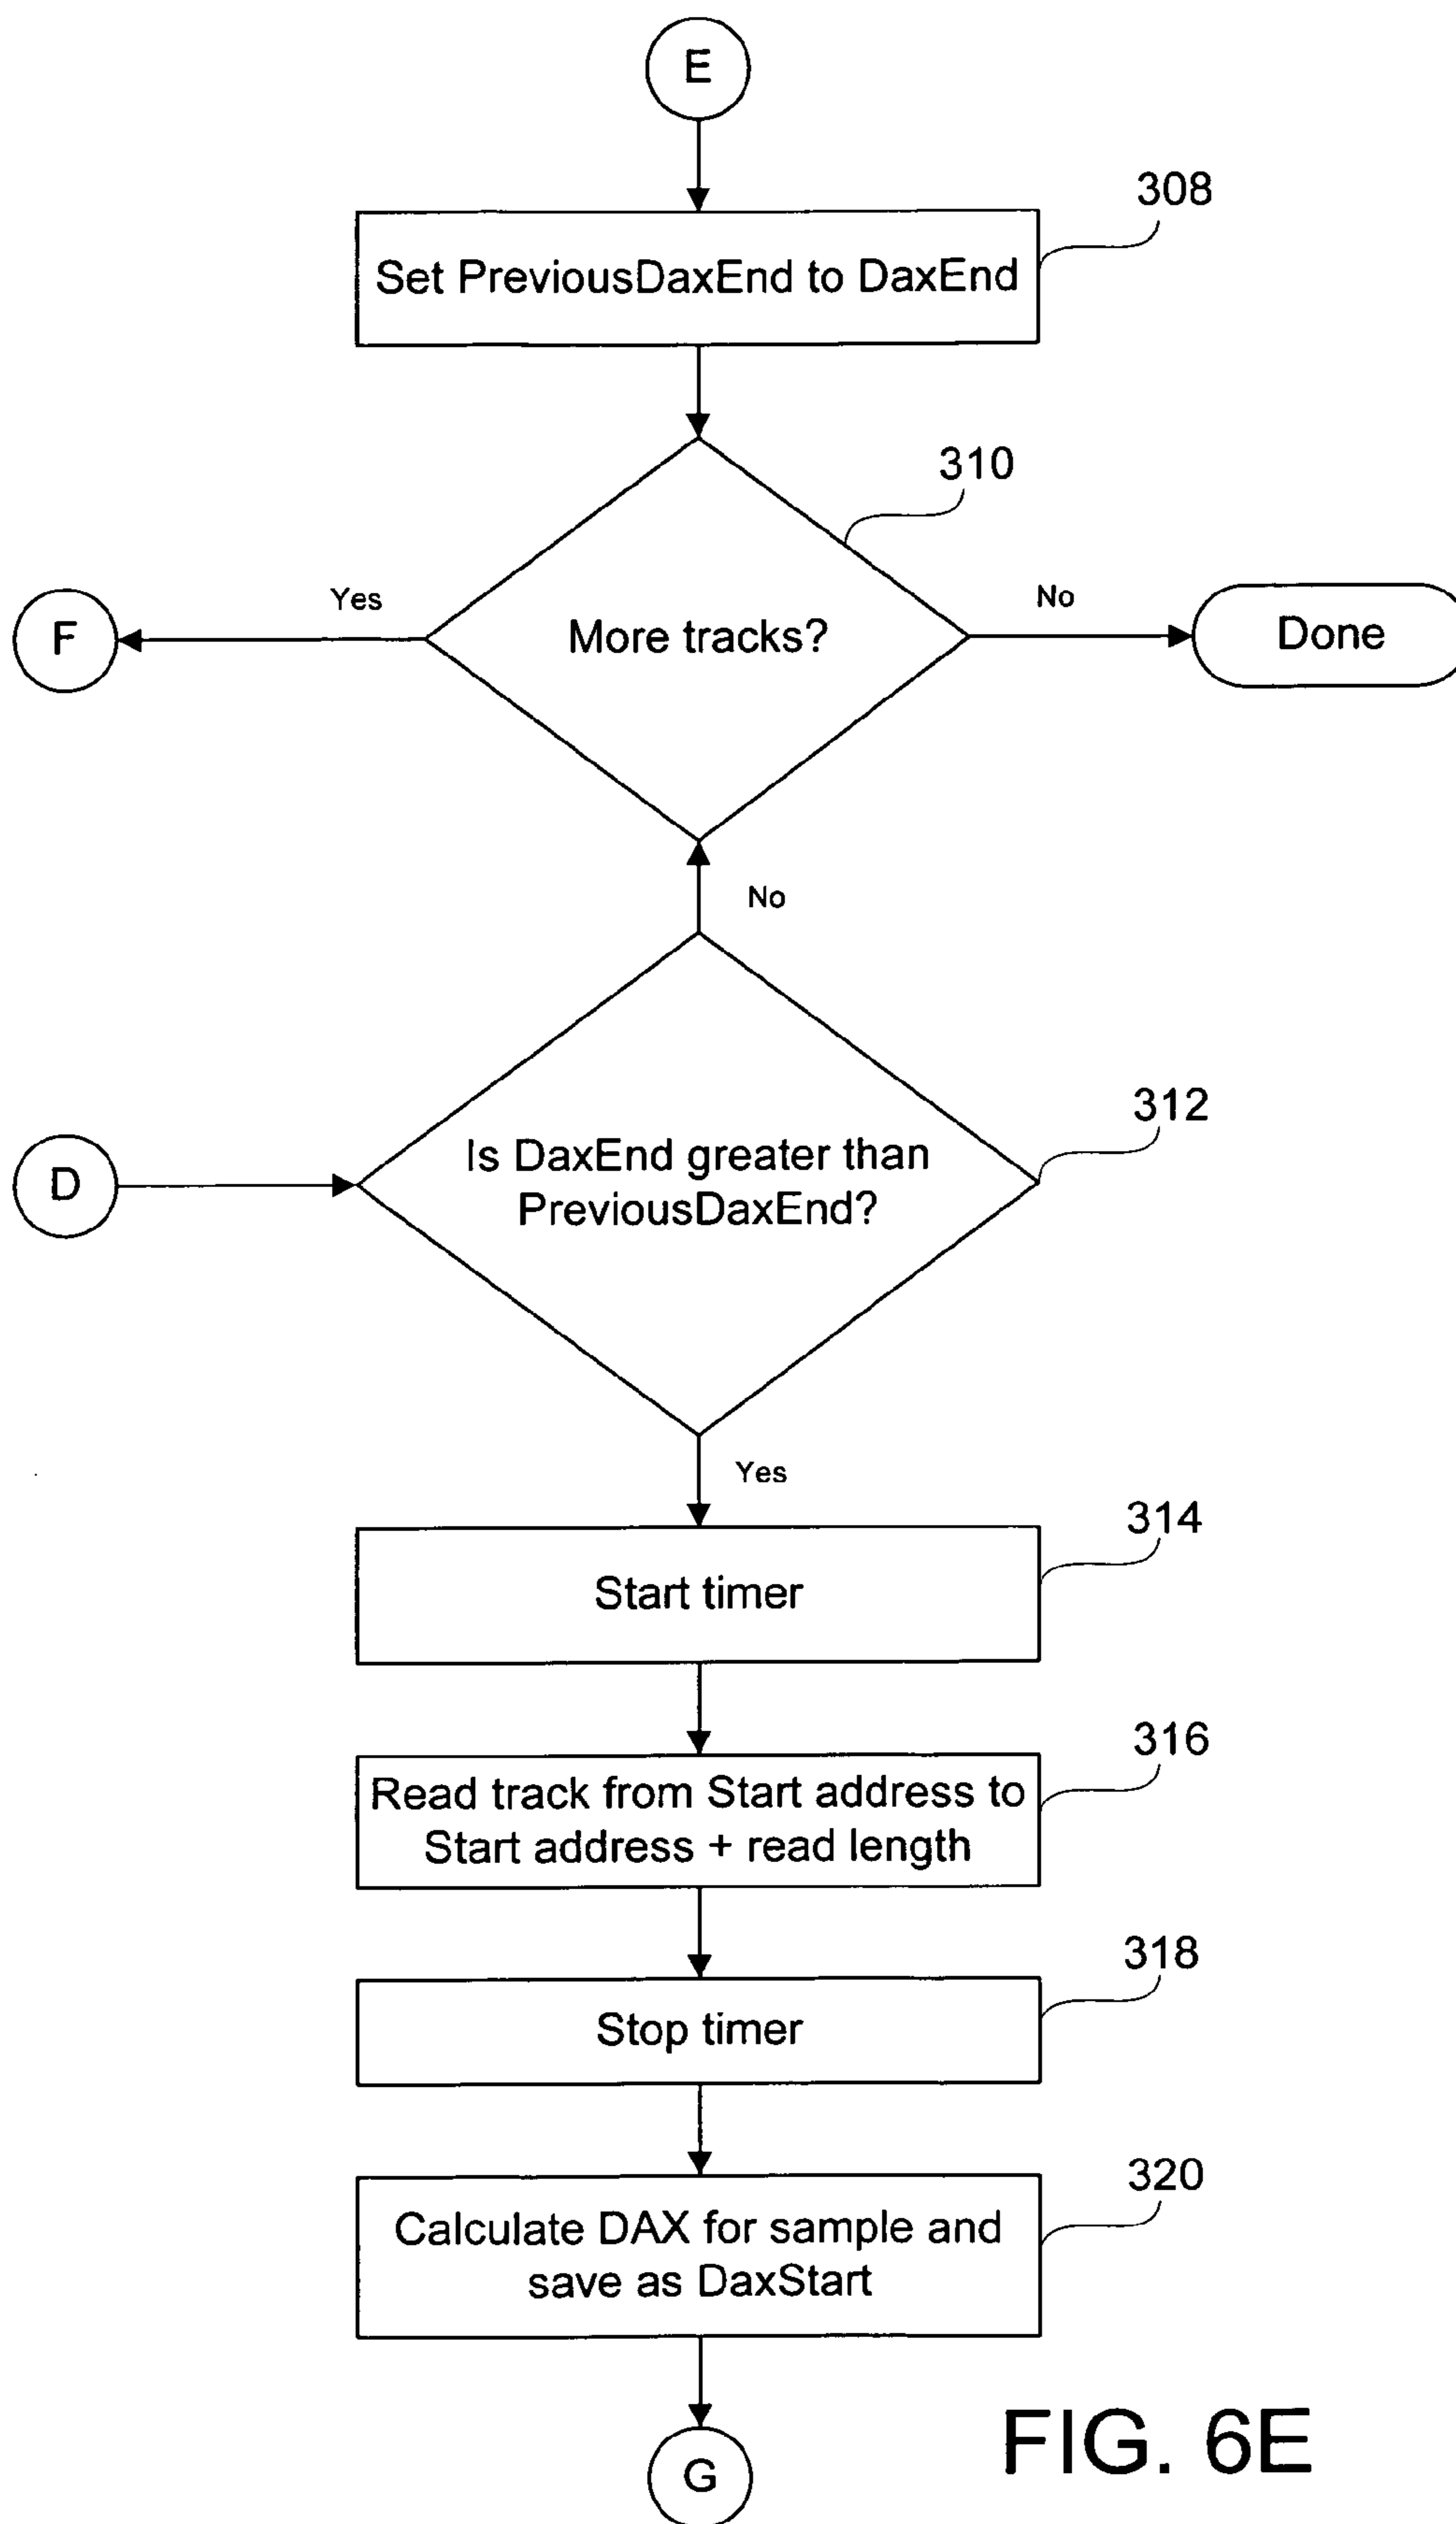 E
308
Set PreviousDaxEnd to DaxEnd
310
Yes
No
F
More tracks?
Done
No
312
Is DaxEnd greater than
PreviousDaxEnd?
D
Yes
314
Start timer
316
Read track from Start address to
Start address + read length
318
Stop timer
320
Calculate DAX for sample and
save as DaxStart
G
FIG. 6E